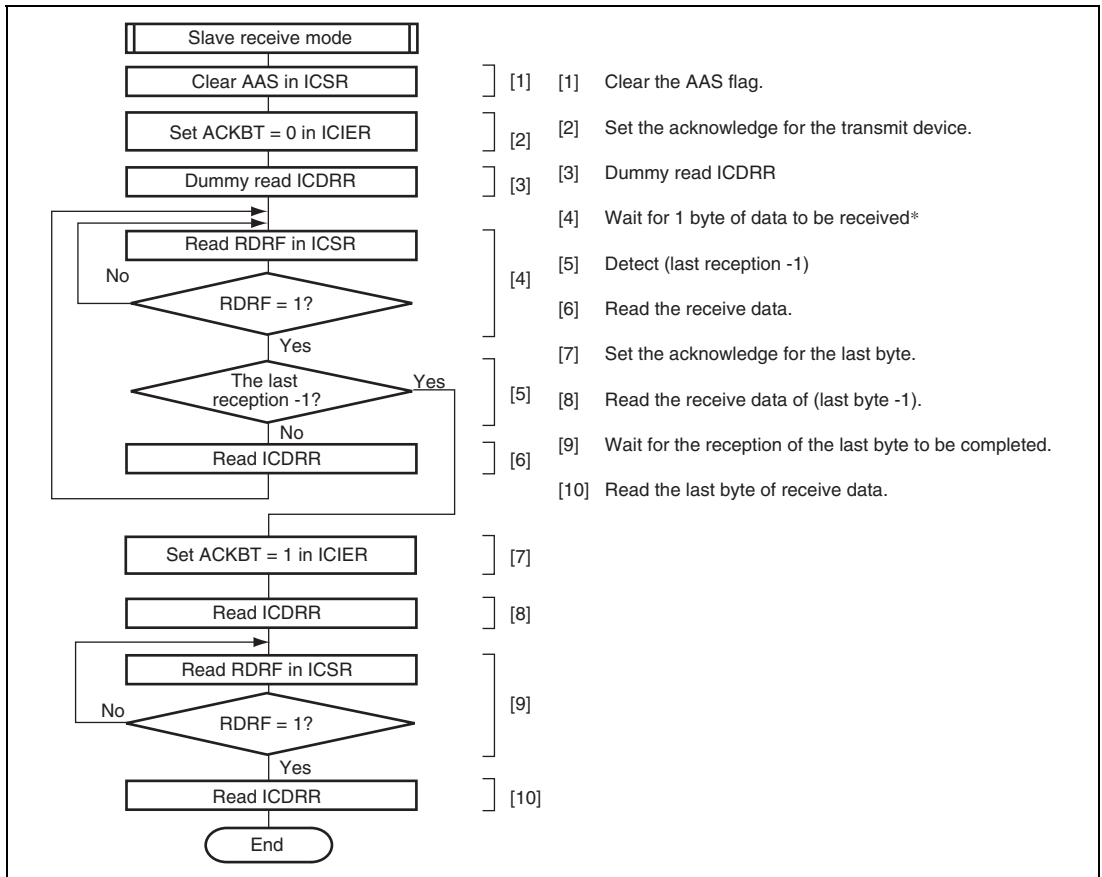 Slave receive mode
Clear AAS in ICSR
[1]
[1] Clear the AAS flag.
Set ACKBT = 0 in ICIER
[2]
[2] Set the acknowledge for the transmit device.
Dummy read ICDRR
[3]
[3] Dummy read ICDRR
[4] Wait for 1 byte of data to be received*
Read RDRF in ICSR
No
RDRF = 1?
[4]
Yes
[5] Detect (last reception -1)
[6] Read the receive data.
[7] Set the acknowledge for the last byte.
The last
reception -1?
Yes
[5]
No
[8] Read the receive data of (last byte -1).
Read ICDRR
[6]
[9] Wait for the reception of the last byte to be completed.
[10] Read the last byte of receive data.
Set ACKBT = 1 in ICIER
[7]
Read ICDRR
[8]
Read RDRF in ICSR
No
RDRF = 1?
[9]
Yes
Read ICDRR
[10]
End